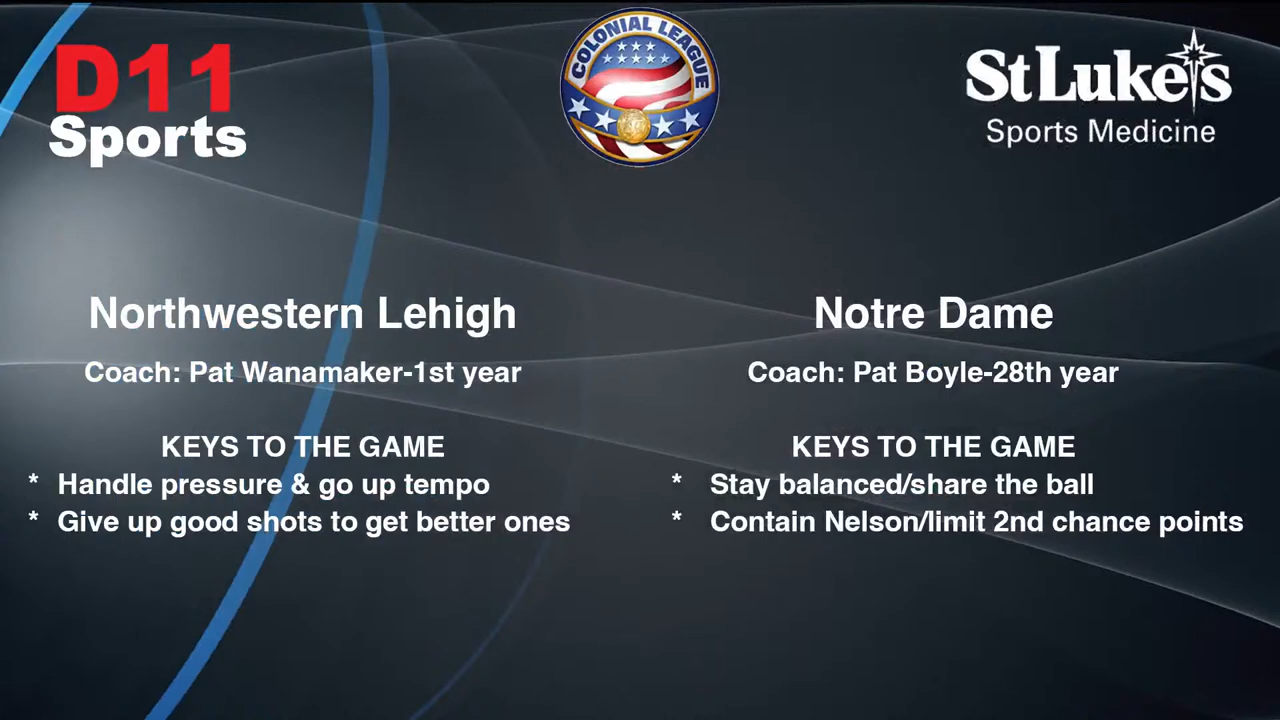 D11
Sports
COLONIAL LEAGUE
StLuke's
Sports Medicine
Northwestern Lehigh
Coach: Pat Wanamaker-1st year
KEYS TO THE GAME
* Handle pressure & go up tempo
* Give up good shots to get better ones
Notre Dame
Coach: Pat Boyle-28th year
KEYS TO THE GAME
* Stay balanced/share the ball
* Contain Nelson/limit 2nd chance points